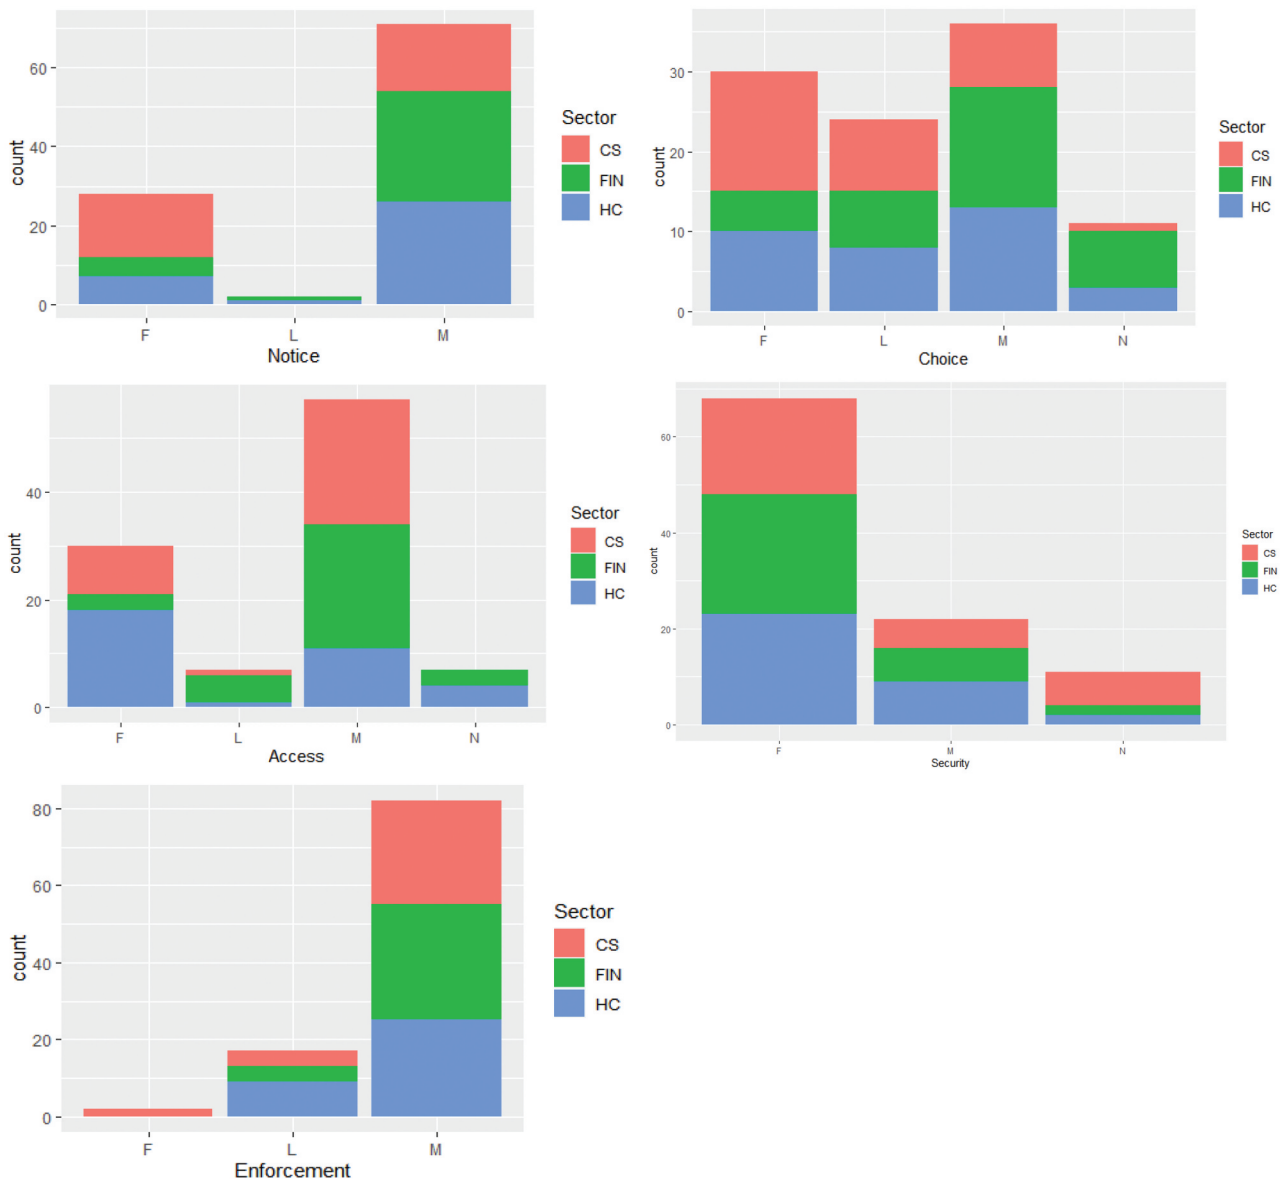 60
40
20
0
count
F L M
Notice
Sector
CS
FIN
HC
30
20
10
0
count
F L M N
Choice
Sector
CS
FIN
HC
40
20
0
count
F L M N
Access
Sector
CS
FIN
HC
60
40
20
0
count
F M N
Security
Sector
CS
FIN
HC
80
60
40
20
0
count
F L M
Enforcement
Sector
CS
FIN
HC